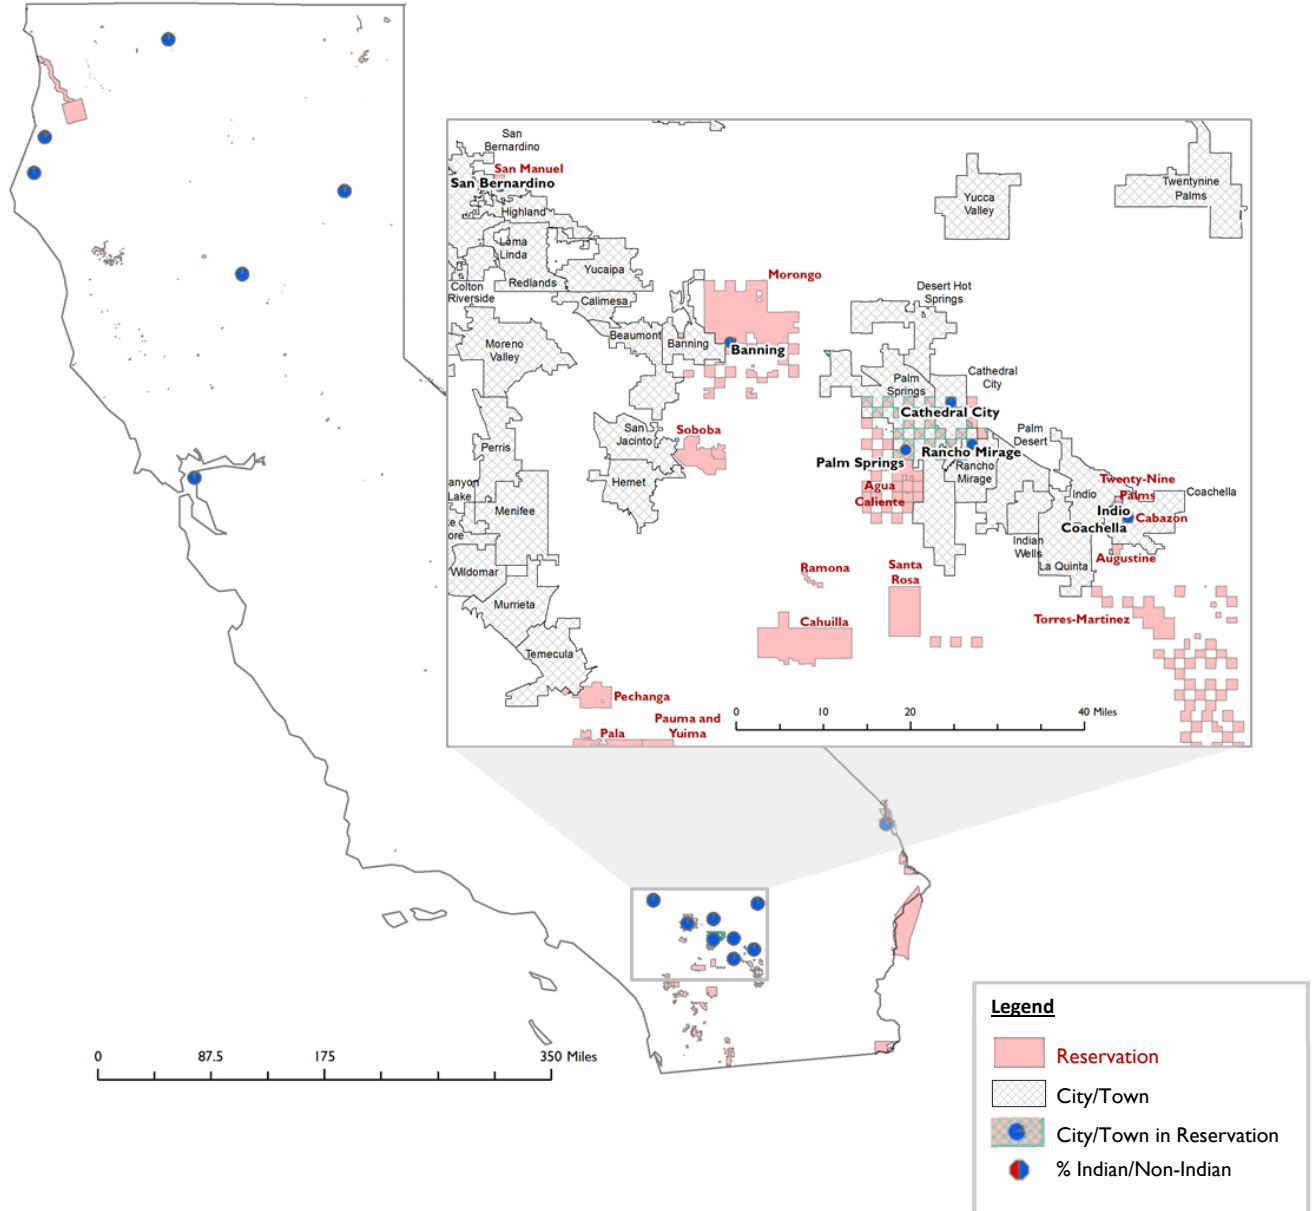 San
Bernardino
San Manuel
San Bernardino
Highland
Loma
Linda
Yucaipa
Redlands
Colton
Riverside
Calimesa
Moreno
Valley
Beaumont
Banning
Morongo
Banning
Yucca
Valley
Twentynine
Palms
Desert Hot
Springs
Palm
Springs
Cathedral
City
Cathedral City
Palm
Desert
Rancho Mirage
Rancho
Mirage
Palm Springs
Agua
Caliente
San
Jacinto
Soboba
Hemet
Perris
anyon
Lake
ke
ore
Menifee
Wildomar
Murrieta
Temecula
Twenty-Nine
Palms
Indio
Coachella
Indio
Cabazon
Coachella
Indian
Wells
La Quinta
Augustine
Ramona
Santa
Rosa
Cahuilla
Torres-Martinez
Pechanga
Pala
Pauma and
Yuima
0 10 20 40 Miles
0 87.5 175 350 Miles
Legend
Reservation
City/Town
City/Town in Reservation
% Indian/Non-Indian